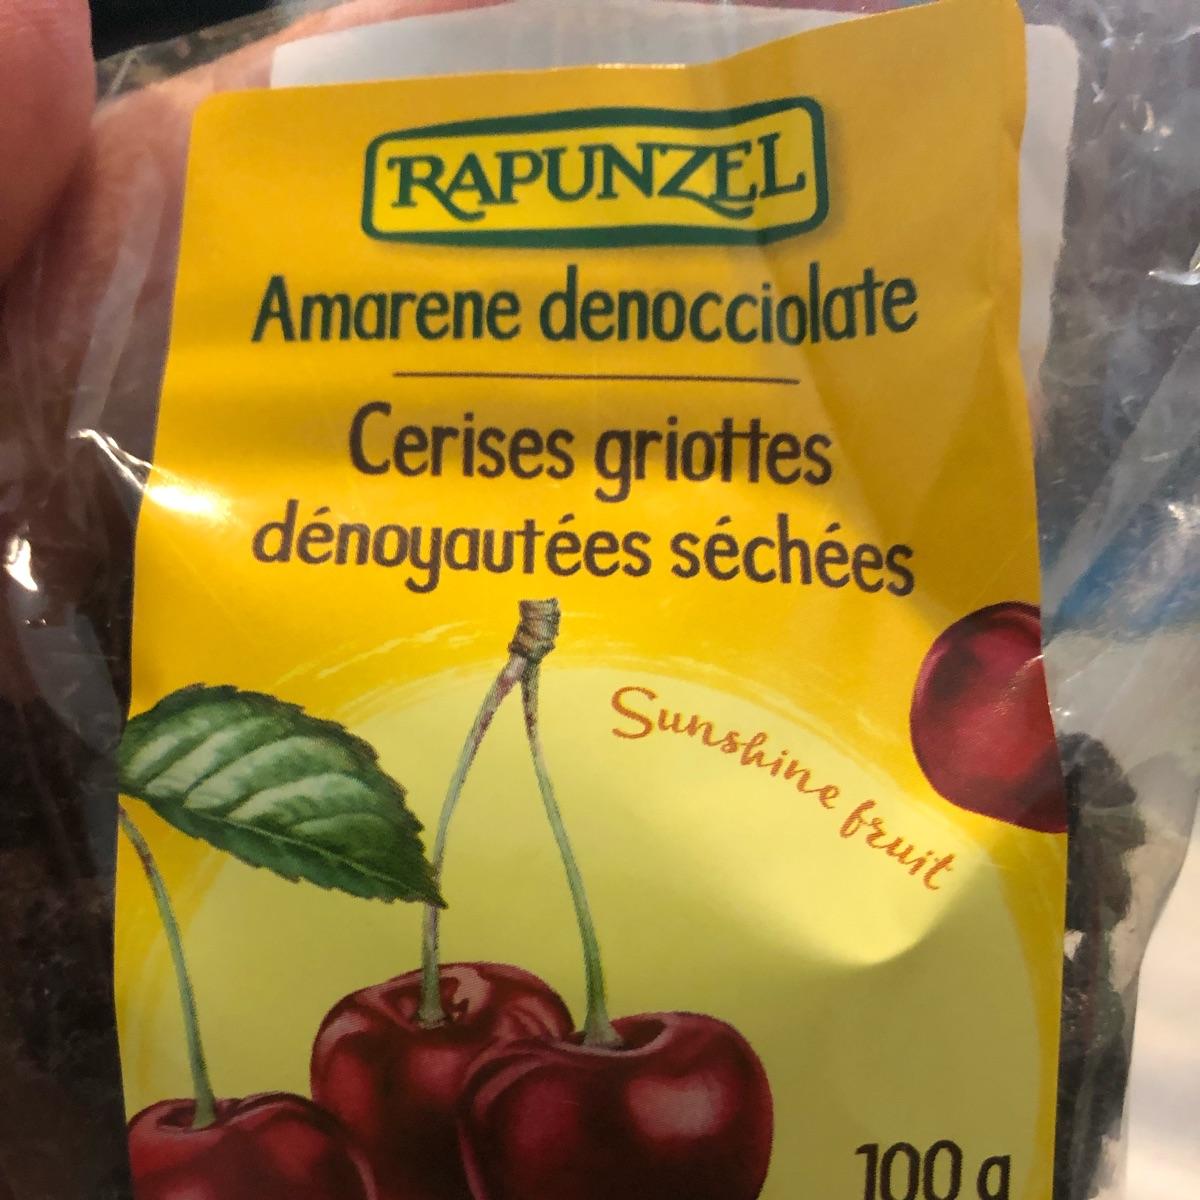 RAPUNZEL
Amarene denocciolate
Cerises griottes
dénoyautées séchées
Sunshine fruit
100 g